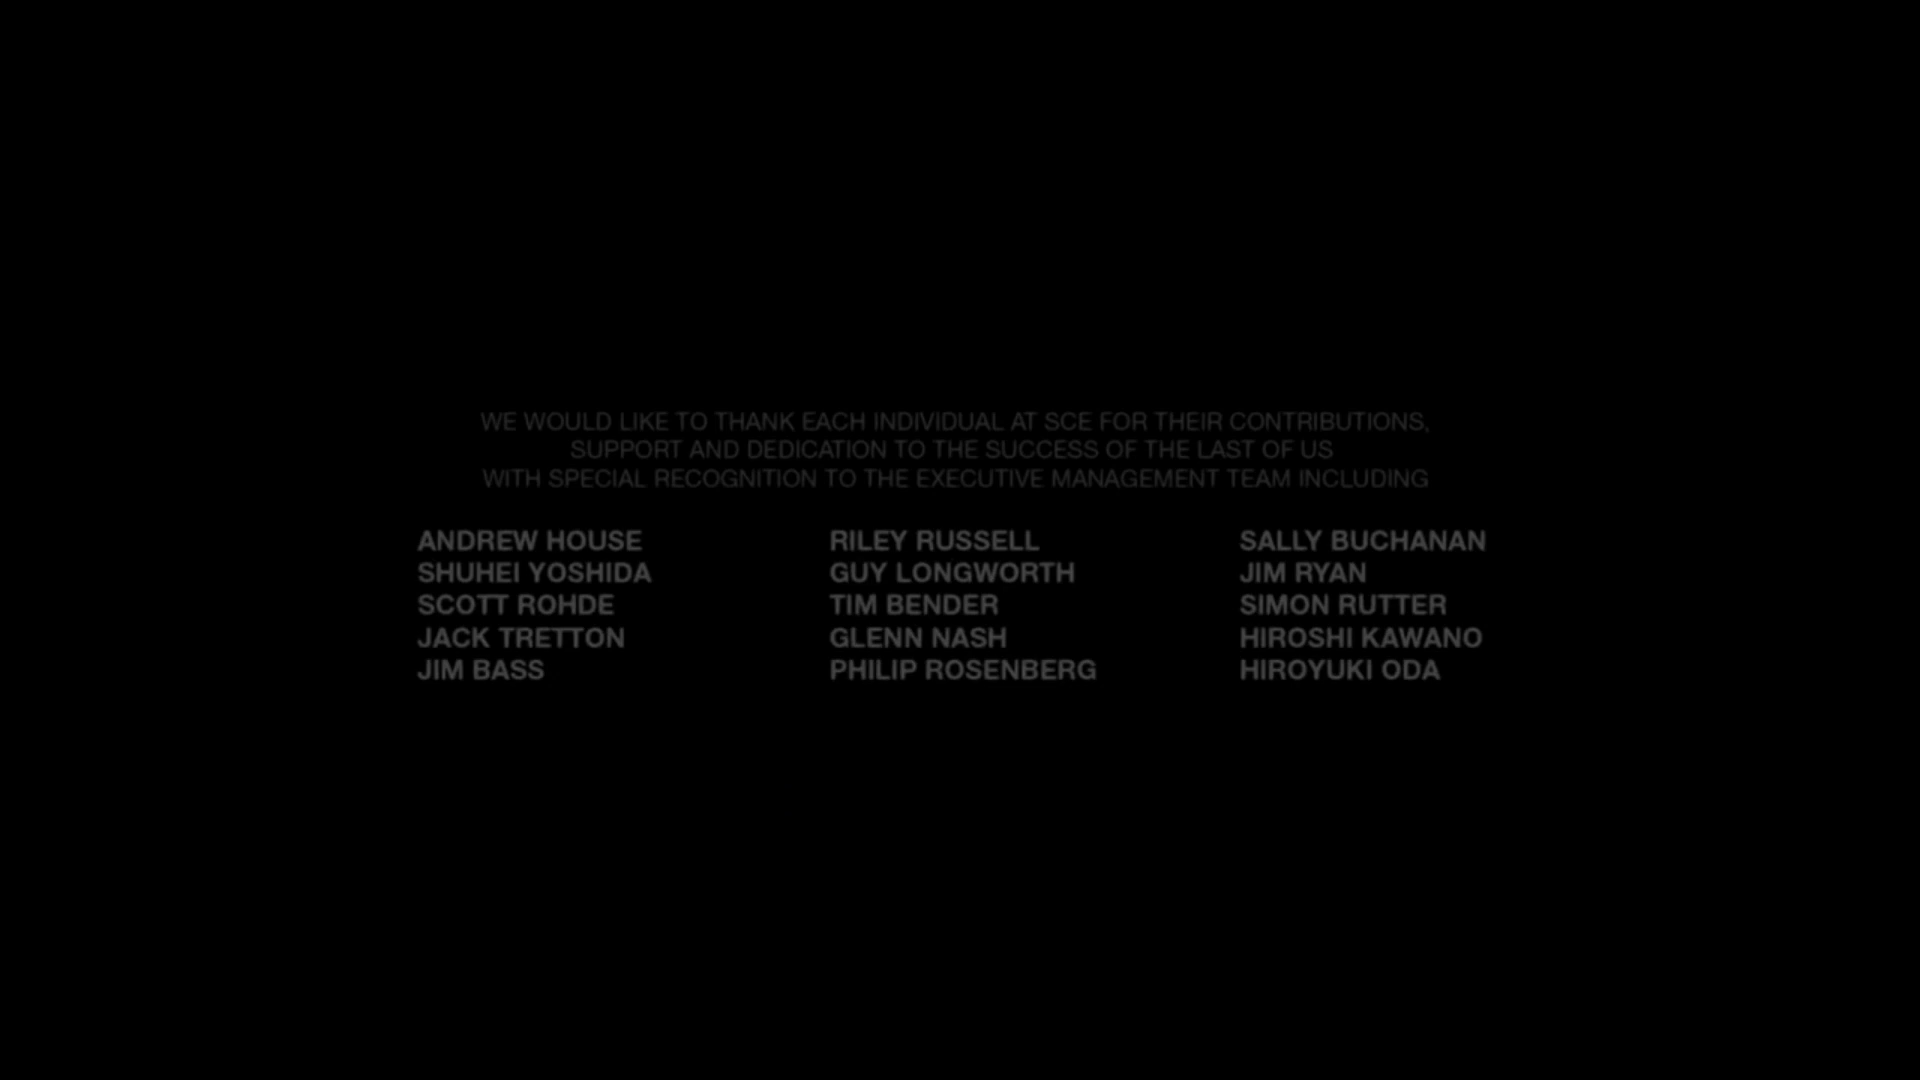 WE WOULD LIKE TO THANK EACH INDIVIDUAL AT SCE FOR THEIR CONTRIBUTIONS,
SUPPORT AND DEDICATION TO THE SUCCESS OF THE LAST OF US
WITH SPECIAL RECOGNITION TO THE EXECUTIVE MANAGEMENT TEAM INCLUDING
ANDREW HOUSE
SHUHEI YOSHIDA
SCOTT ROHDE
JACK TRETTON
JIM BASS
RILEY RUSSELL
GUY LONGWORTH
TIM BENDER
GLENN NASH
PHILIP ROSENBERG
SALLY BUCHANAN
JIM RYAN
SIMON RUTTER
HIROSHI KAWANO
HIROYUKI ODA